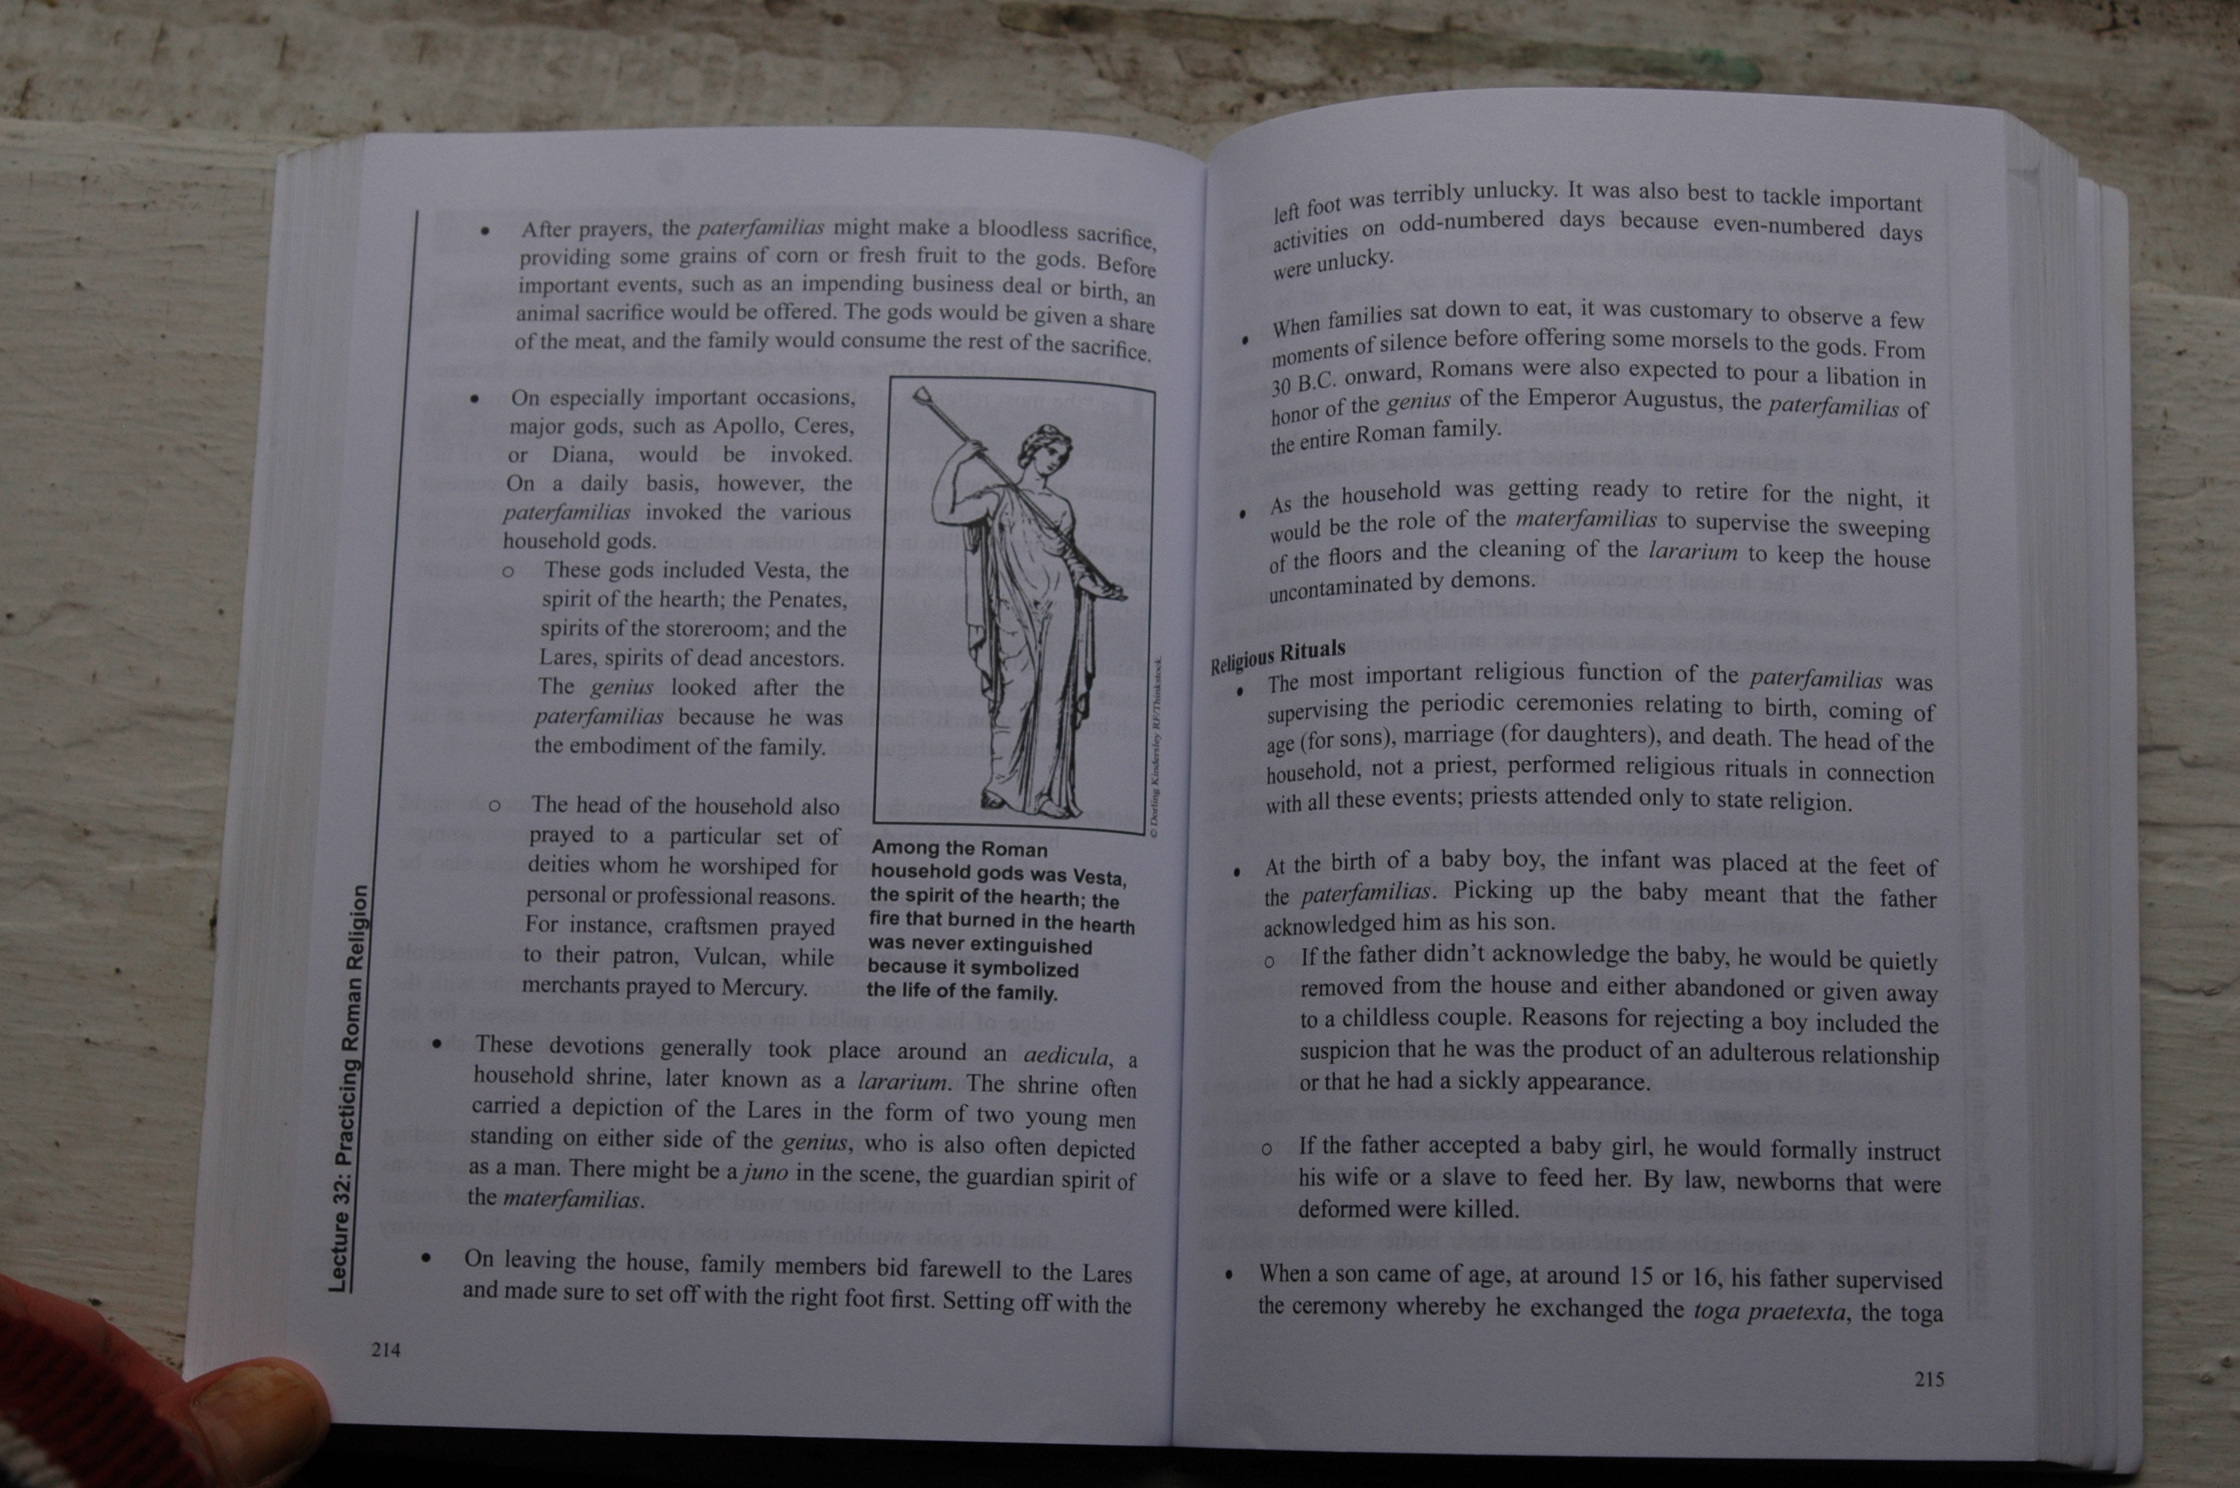 • After prayers, the paterfamilias might make a bloodless sacrifice,
providing some grains of corn or fresh fruit to the gods. Before
important events, such as an impending business deal or birth, an
animal sacrifice would be offered. The gods would be given a share
of the meat, and the family would consume the rest of the sacrifice.
• On especially important occasions,
major gods, such as Apollo, Ceres,
or Diana, would be invoked.
On a daily basis, however, the
paterfamilias invoked the various
household gods.
○ These gods included Vesta, the
spirit of the hearth; the Penates,
spirits of the storeroom; and the
Lares, spirits of dead ancestors.
The genius looked after the
paterfamilias because he was
the embodiment of the family.
○ The head of the household also
prayed to a particular set of
deities whom he worshiped for
personal or professional reasons.
For instance, craftsmen prayed
to their patron, Vulcan, while
merchants prayed to Mercury.
© Dorling Kindersley RF/Thinkstock.
Among the Roman
household gods was Vesta,
the spirit of the hearth; the
fire that burned in the hearth
was never extinguished
because it symbolized
the life of the family.
• These devotions generally took place around an aedicula, a
household shrine, later known as a lararium. The shrine often
carried a depiction of the Lares in the form of two young men
standing on either side of the genius, who is also often depicted
as a man. There might be a juno in the scene, the guardian spirit of
the materfamilias.
• On leaving the house, family members bid farewell to the Lares
and made sure to set off with the right foot first. Setting off with the
Lecture 32: Practicing Roman Religion
214
left foot was terribly unlucky. It was also best to tackle important
activities on odd-numbered days because even-numbered days
were unlucky.
• When families sat down to eat, it was customary to observe a few
moments of silence before offering some morsels to the gods. From
30 B.C. onward, Romans were also expected to pour a libation in
honor of the genius of the Emperor Augustus, the paterfamilias of
the entire Roman family.
• As the household was getting ready to retire for the night, it
would be the role of the materfamilias to supervise the sweeping
of the floors and the cleaning of the lararium to keep the house
uncontaminated by demons.
Religious Rituals
• The most important religious function of the paterfamilias was
supervising the periodic ceremonies relating to birth, coming of
age (for sons), marriage (for daughters), and death. The head of the
household, not a priest, performed religious rituals in connection
with all these events; priests attended only to state religion.
• At the birth of a baby boy, the infant was placed at the feet of
the paterfamilias. Picking up the baby meant that the father
acknowledged him as his son.
○ If the father didn't acknowledge the baby, he would be quietly
removed from the house and either abandoned or given away
to a childless couple. Reasons for rejecting a boy included the
suspicion that he was the product of an adulterous relationship
or that he had a sickly appearance.
○ If the father accepted a baby girl, he would formally instruct
his wife or a slave to feed her. By law, newborns that were
deformed were killed.
• When a son came of age, at around 15 or 16, his father supervised
the ceremony whereby he exchanged the toga praetexta, the toga
215